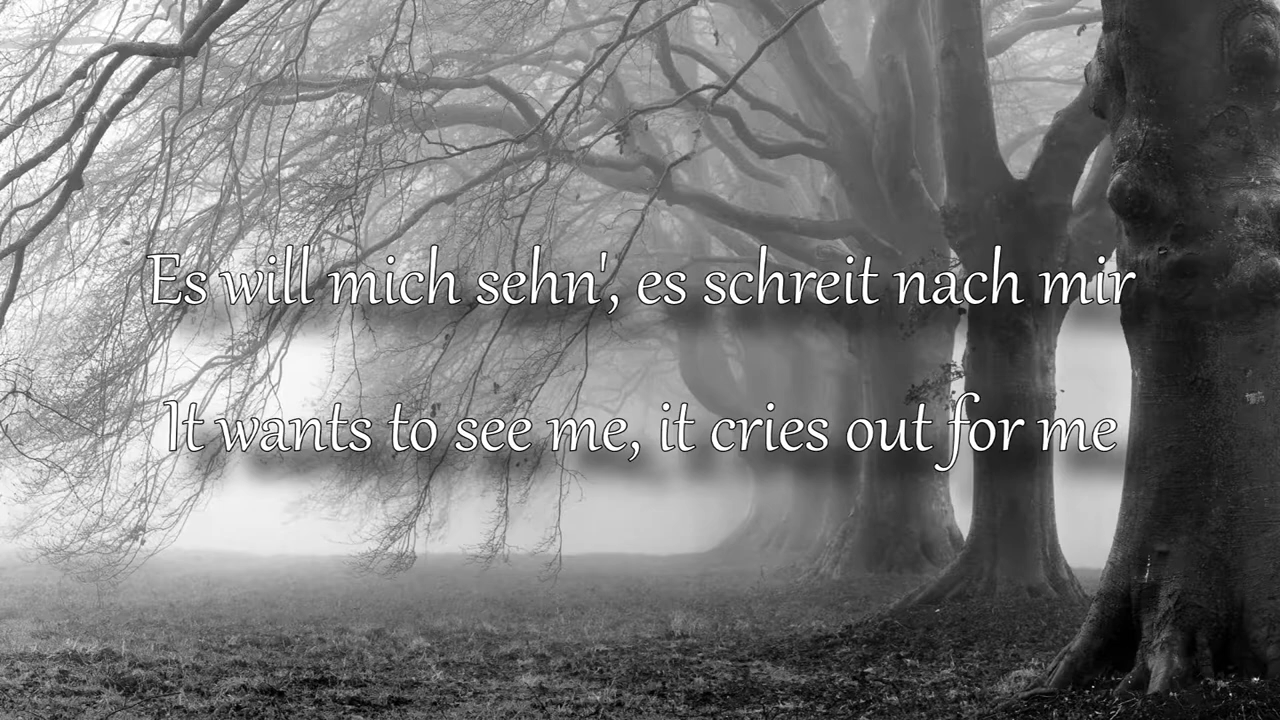 Es will mich sehn', es schreit nach mir
It wants to see me, it cries out for me